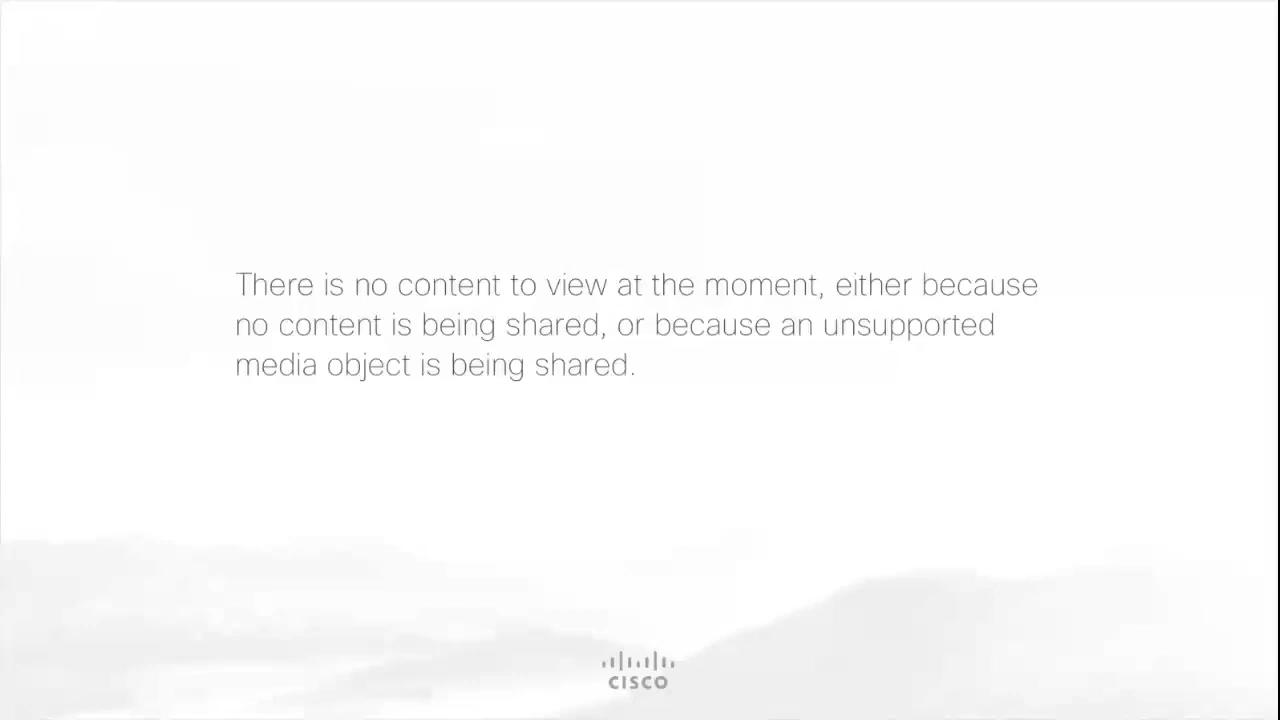 There is no content to view at the moment, either because
no content is being shared, or because an unsupported
media object is being shared.
CISCO